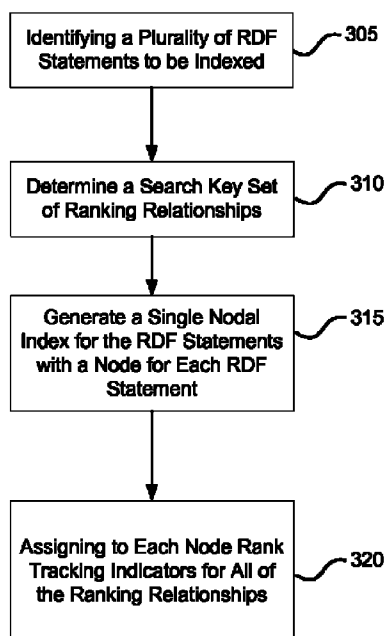 Identifying a Plurality of RDF
Statements to be Indexed
305
Determine a Search Key Set
of Ranking Relationships
310
Generate a Single Nodal
Index for the RDF Statements
with a Node for Each RDF
Statement
315
Assigning to Each Node Rank
Tracking Indicators for All of
the Ranking Relationships
320